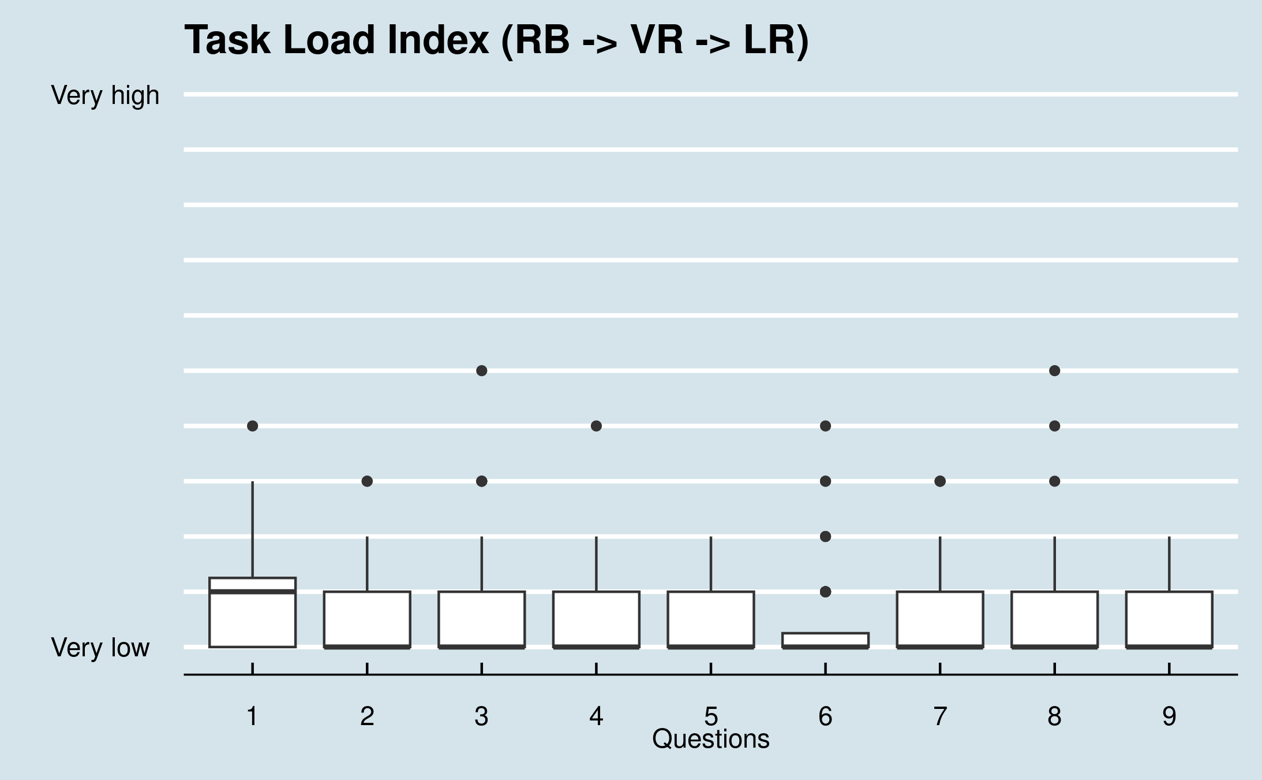 Task Load Index (RB -> VR -> LR)
Very high
Very low
1 2 3 4 5 6 7 8 9
Questions